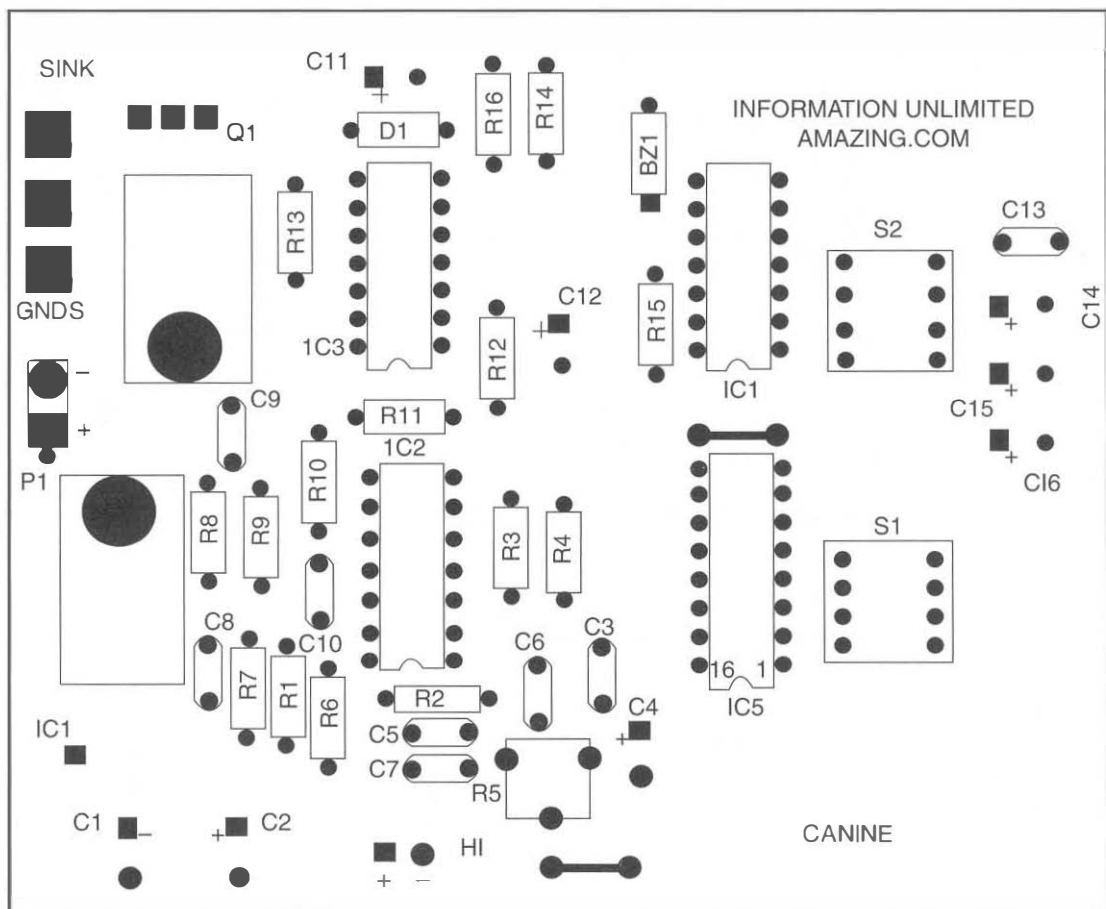 SINK
C11
+
Q1
D1
R16
R14
BZ1
INFORMATION UNLIMITED
AMAZING.COM
R13
C13
S2
GNDS
1C3
R12
C12
+
R15
IC1
C14
+
+
C15
+
CI6
−
+
P1
C9
R11
1C2
R10
R8
R9
R3
R4
S1
C8
C10
C6
C3
R7
R1
R6
R2
16 1
IC5
C4
+
IC1
C5
C7
R5
C1
−
+
C2
HI
+ −
CANINE